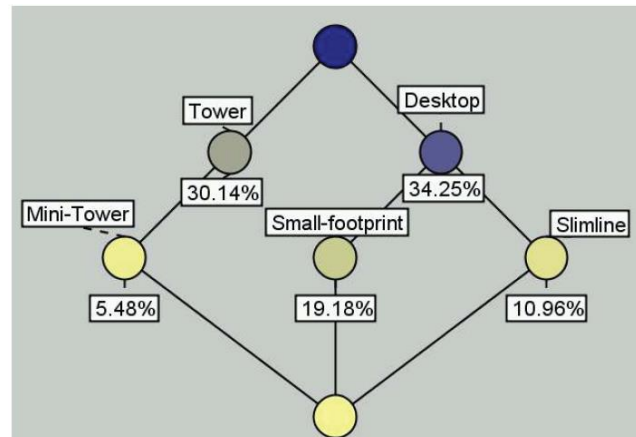 Tower
Desktop
30.14%
34.25%
Mini-Tower
Small-footprint
Slimline
5.48%
19.18%
10.96%